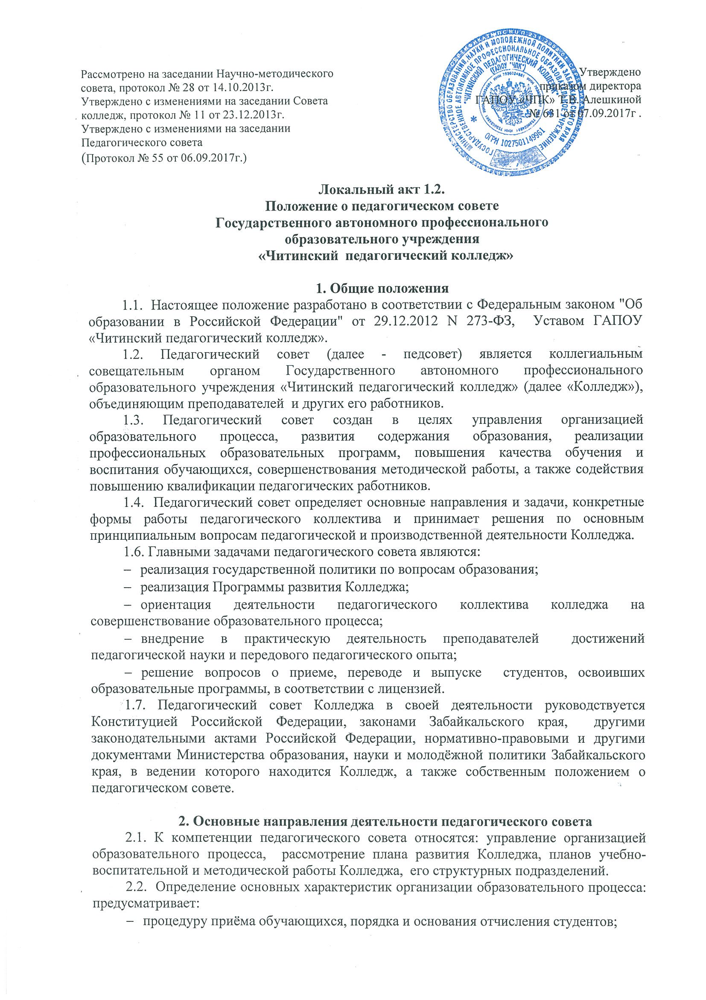 Рассмотрено на заседании Научно-методического
совета, протокол № 28 от 14.10.2013г.
Утверждено с изменениями на заседании Совета
колледж, протокол № 11 от 23.12.2013г.
Утверждено с изменениями на заседании
Педагогического совета
(Протокол № 55 от 06.09.2017г.)
Утверждено
приказом директора
ГАПОУ «ЧПК» Т.В. Алешкиной
№ 631 от 07.09.2017г .
МИНИСТЕРСТВО ОБРАЗОВАНИЯ, НАУКИ И МОЛОДЕЖНОЙ ПОЛИТИКИ ЗАБАЙКАЛЬСКОГО КРАЯ
ГОСУДАРСТВЕННОЕ АВТОНОМНОЕ ПРОФЕССИОНАЛЬНОЕ ОБРАЗОВАТЕЛЬНОЕ УЧРЕЖДЕНИЕ
"ЧИТИНСКИЙ ПЕДАГОГИЧЕСКИЙ КОЛЛЕДЖ"
(ГАПОУ "ЧПК")
ИНН 7536024661
ОГРН 1027501149961
Локальный акт 1.2.
Положение о педагогическом совете
Государственного автономного профессионального
образовательного учреждения
«Читинский педагогический колледж»
1. Общие положения
1.1. Настоящее положение разработано в соответствии с Федеральным законом "Об
образовании в Российской Федерации" от 29.12.2012 N 273-ФЗ, Уставом ГАПОУ
«Читинский педагогический колледж».
1.2. Педагогический совет (далее - педсовет) является коллегиальным
совещательным органом Государственного автономного профессионального
образовательного учреждения «Читинский педагогический колледж» (далее «Колледж»),
объединяющим преподавателей и других его работников.
1.3. Педагогический совет создан в целях управления организацией
образовательного процесса, развития содержания образования, реализации
профессиональных образовательных программ, повышения качества обучения и
воспитания обучающихся, совершенствования методической работы, а также содействия
повышению квалификации педагогических работников.
1.4. Педагогический совет определяет основные направления и задачи, конкретные
формы работы педагогического коллектива и принимает решения по основным
принципиальным вопросам педагогической и производственной деятельности Колледжа.
1.6. Главными задачами педагогического совета являются:
– реализация государственной политики по вопросам образования;
– реализация Программы развития Колледжа;
– ориентация деятельности педагогического коллектива колледжа на
совершенствование образовательного процесса;
– внедрение в практическую деятельность преподавателей достижений
педагогической науки и передового педагогического опыта;
– решение вопросов о приеме, переводе и выпуске студентов, освоивших
образовательные программы, в соответствии с лицензией.
1.7. Педагогический совет Колледжа в своей деятельности руководствуется
Конституцией Российской Федерации, законами Забайкальского края, другими
законодательными актами Российской Федерации, нормативно-правовыми и другими
документами Министерства образования, науки и молодёжной политики Забайкальского
края, в ведении которого находится Колледж, а также собственным положением о
педагогическом совете.
2. Основные направления деятельности педагогического совета
2.1. К компетенции педагогического совета относятся: управление организацией
образовательного процесса, рассмотрение плана развития Колледжа, планов учебно-
воспитательной и методической работы Колледжа, его структурных подразделений.
2.2. Определение основных характеристик организации образовательного процесса:
предусматривает:
– процедуру приёма обучающихся, порядка и основания отчисления студентов;